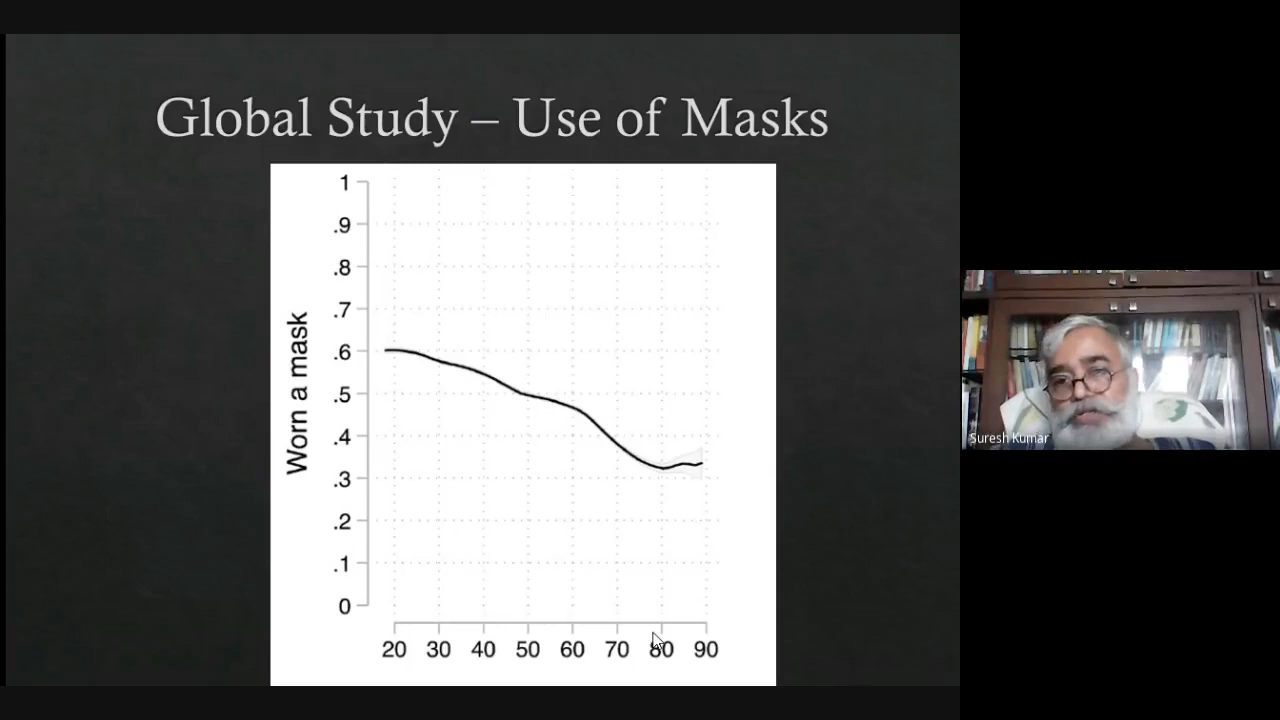 Global Study – Use of Masks
1
.9
.8
.7
.6
.5
.4
.3
.2
.1
0
Worn a mask
20 30 40 50 60 70 80 90
Suresh Kumar